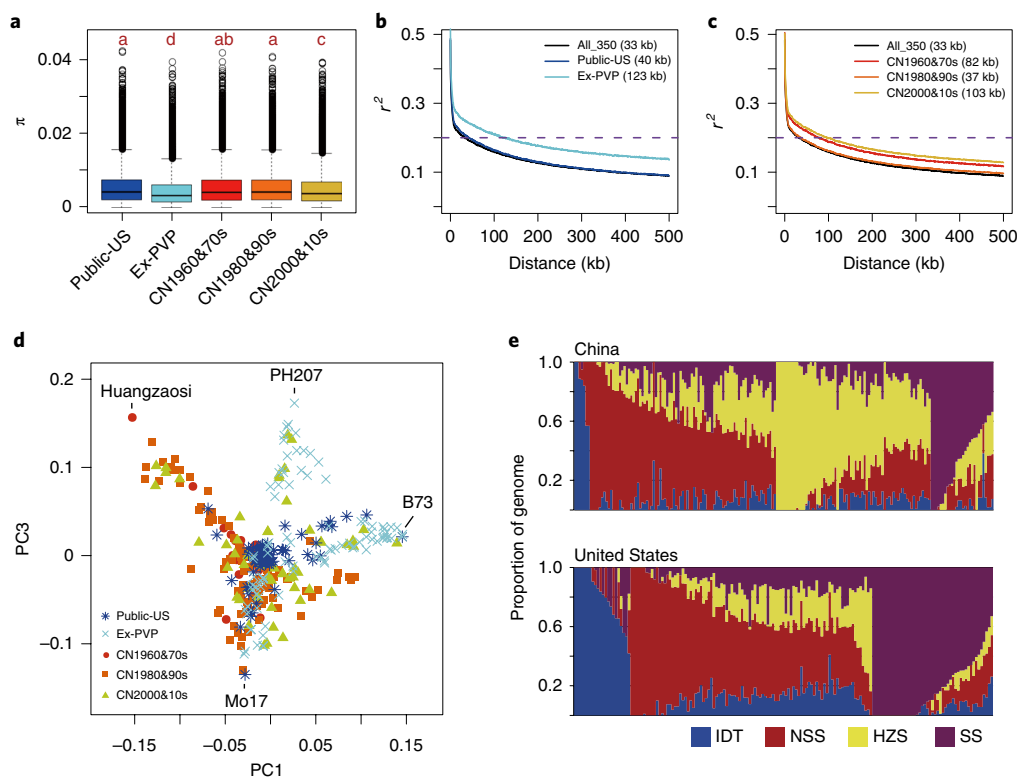 a
π
0.04
0.02
0
a d ab a c
Public-US
Ex-PVP
CN1960&70s
CN1980&90s
CN2000&10s
b
r²
0.5
0.3
0.1
All_350 (33 kb)
Public-US (40 kb)
Ex-PVP (123 kb)
0 100 200 300 400 500
Distance (kb)
c
r²
0.5
0.3
0.1
All_350 (33 kb)
CN1960&70s (82 kb)
CN1980&90s (37 kb)
CN2000&10s (103 kb)
0 100 200 300 400 500
Distance (kb)
d
PC3
0.2
0.1
0
−0.1
Huangzaosi
PH207
B73
Mo17
Public-US
Ex-PVP
CN1960&70s
CN1980&90s
CN2000&10s
−0.15 −0.05 0.05 0.15
PC1
e
Proportion of genome
China
1.0
0.6
0.2
United States
1.0
0.6
0.2
IDT NSS HZS SS